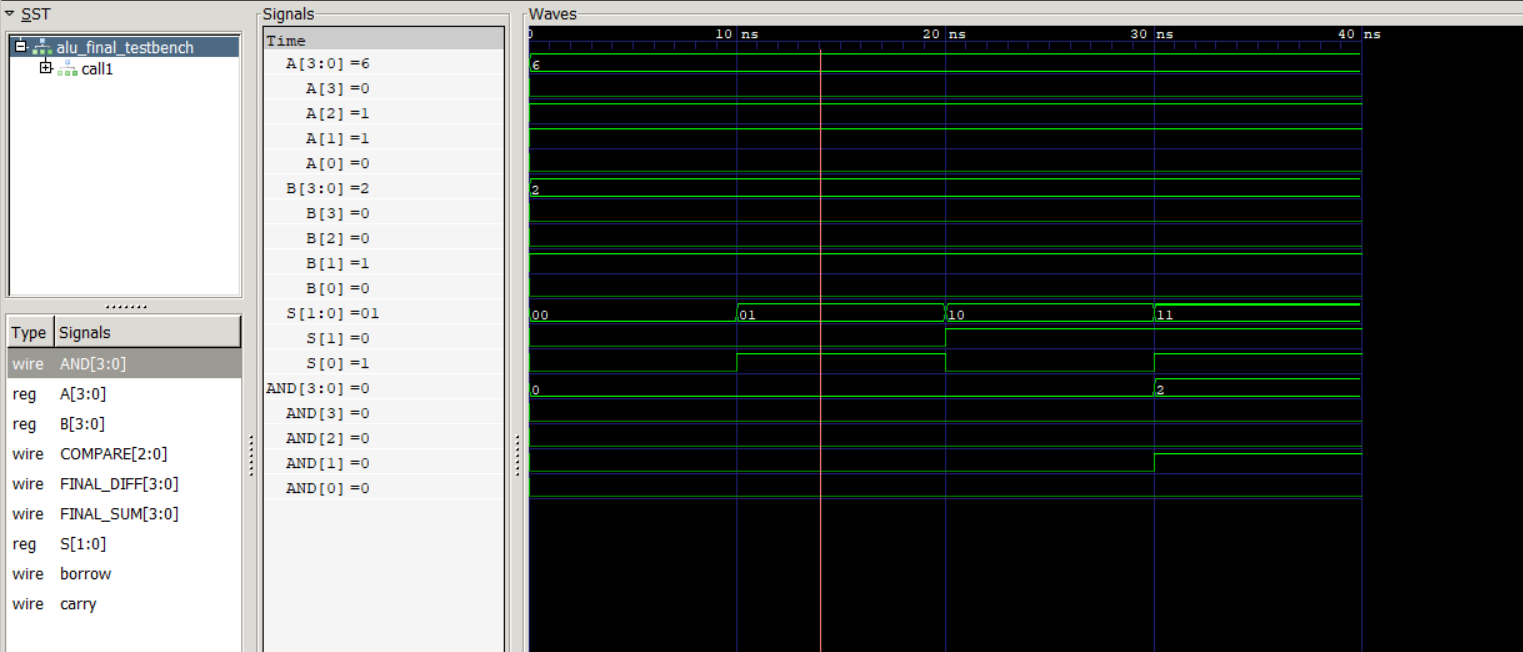 SST
alu_final_testbench
call1
Type Signals
wire AND[3:0]
reg A[3:0]
reg B[3:0]
wire COMPARE[2:0]
wire FINAL_DIFF[3:0]
wire FINAL_SUM[3:0]
reg S[1:0]
wire borrow
wire carry
Signals
Time
A[3:0] =6
A[3] =0
A[2] =1
A[1] =1
A[0] =0
B[3:0] =2
B[3] =0
B[2] =0
B[1] =1
B[0] =0
S[1:0] =01
S[1] =0
S[0] =1
AND[3:0] =0
AND[3] =0
AND[2] =0
AND[1] =0
AND[0] =0
Waves
0 10 ns 20 ns 30 ns 40 ns
6
2
00 01 10 11
0 2